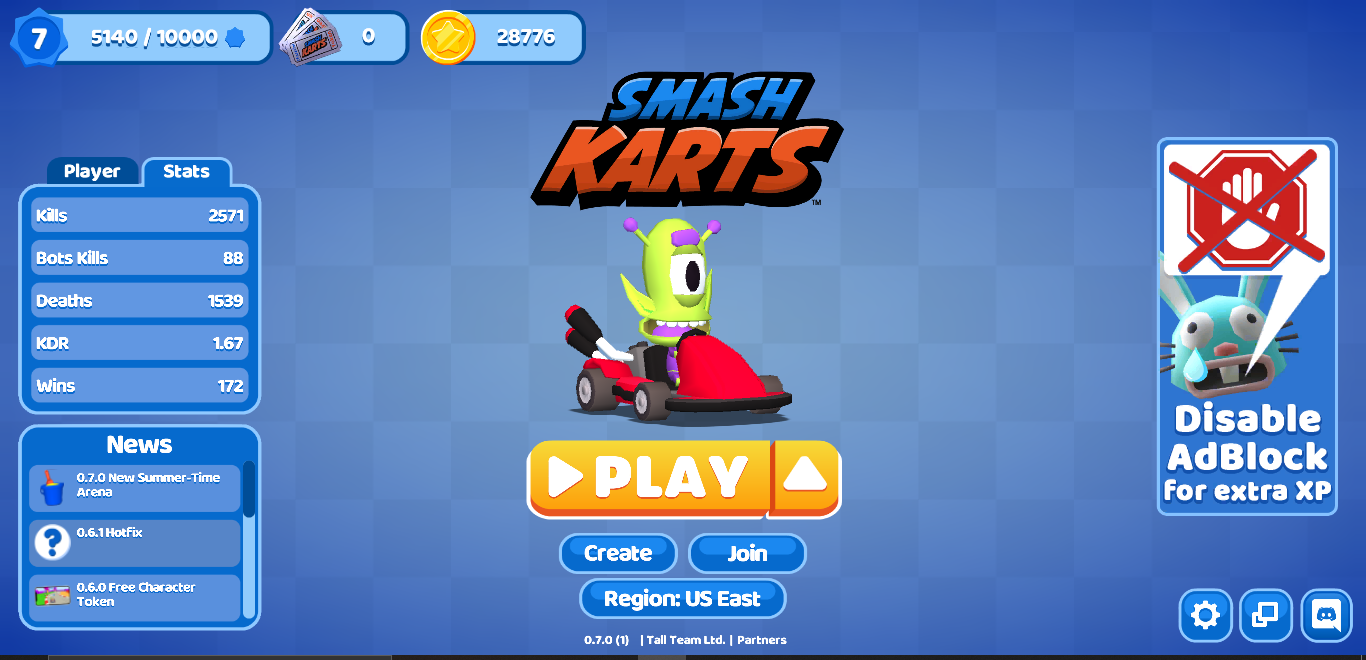 7
5140 / 10000
KARTS
0
28776
SMASH
KARTS
TM
Player
Stats
Kills 2571
Bots Kills 88
Deaths 1539
KDR 1.67
Wins 172
News
0.7.0 New Summer-Time
Arena
0.6.1 Hotfix
?
0.6.0 Free Character
Token
PLAY
Create
Join
Region: US East
0.7.0 (1) | Tall Team Ltd. | Partners
Disable
AdBlock
for extra XP